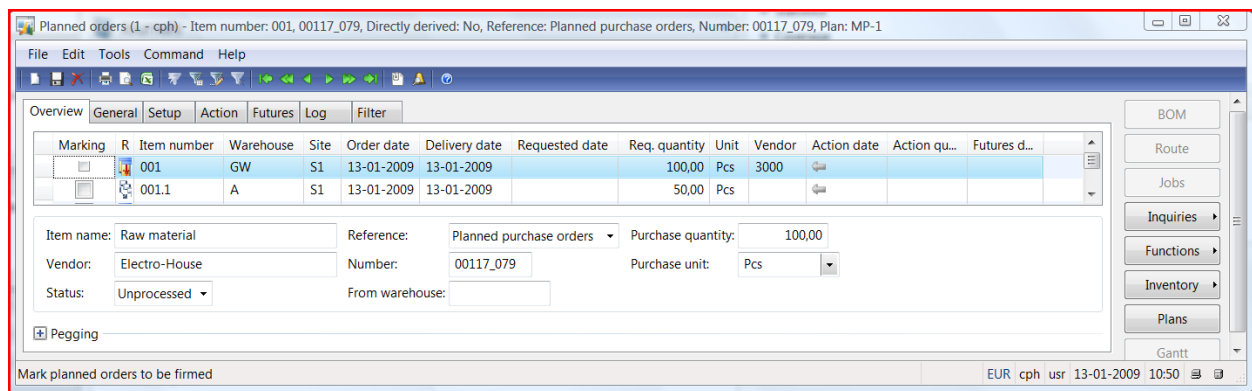 Planned orders (1 - cph) - Item number: 001, 00117_079, Directly derived: No, Reference: Planned purchase orders, Number: 00117_079, Plan: MP-1
File Edit Tools Command Help
Overview General Setup Action Futures Log Filter
Marking R Item number Warehouse Site Order date Delivery date Requested date Req. quantity Unit Vendor Action date Action qu... Futures d...
001 GW S1 13-01-2009 13-01-2009 100,00 Pcs 3000
001.1 A S1 13-01-2009 13-01-2009 50,00 Pcs
Item name: Raw material Reference: Planned purchase orders Purchase quantity: 100,00
Vendor: Electro-House Number: 00117_079 Purchase unit: Pcs
Status: Unprocessed From warehouse:
Pegging
BOM
Route
Jobs
Inquiries
Functions
Inventory
Plans
Gantt
Mark planned orders to be firmed EUR cph usr 13-01-2009 10:50